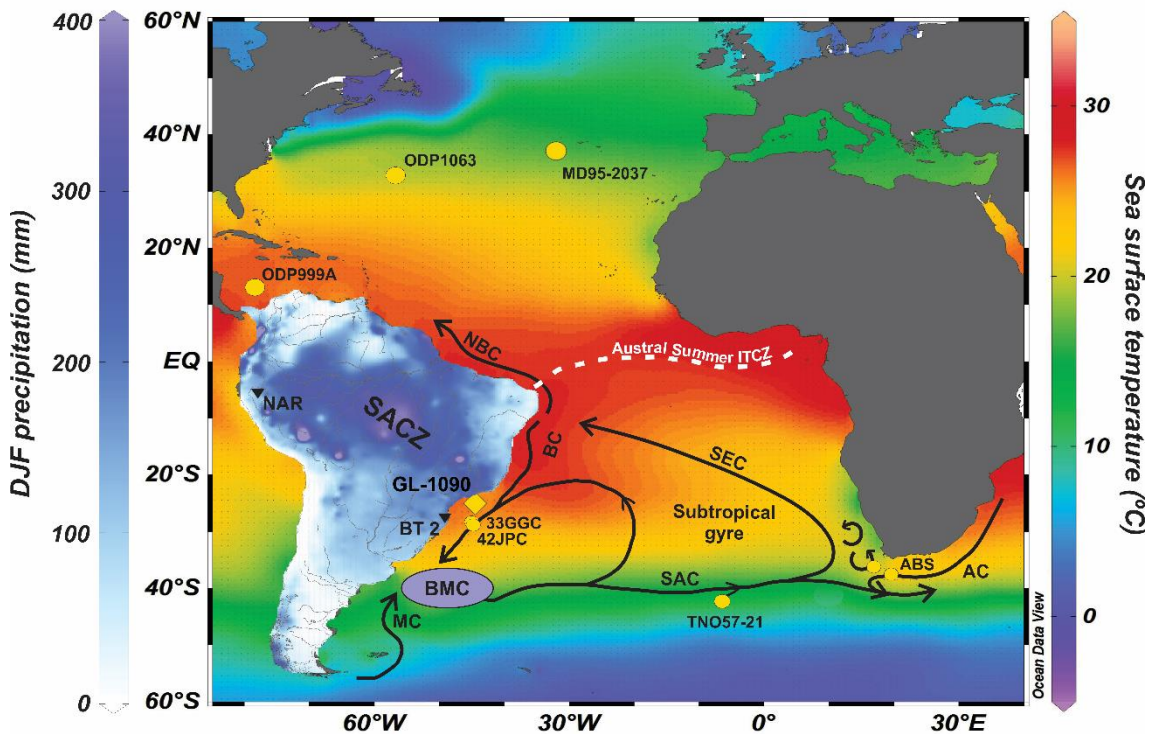 400
300
200
100
0
DJF precipitation (mm)
60°N
40°N
20°N
EQ
20°S
40°S
60°S
60°W
30°W
0°
30°E
ODP1063
MD95-2037
ODP999A
NBC
Austral Summer ITCZ
NAR
SACZ
BC
SEC
GL-1090
BT 2
33GGC
42JPC
Subtropical
gyre
BMC
SAC
ABS
AC
MC
TNO57-21
Ocean Data View
30
20
10
0
Sea surface temperature (°C)